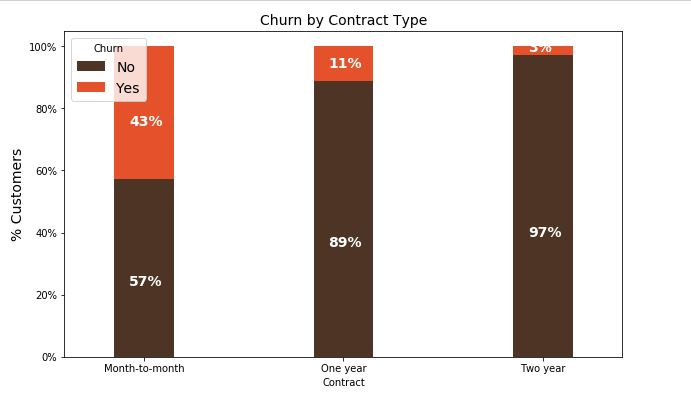 Churn by Contract Type
Churn
No
Yes
100%
80%
60%
40%
20%
0%
% Customers
43%
57%
11%
89%
3%
97%
Month-to-month
One year
Two year
Contract